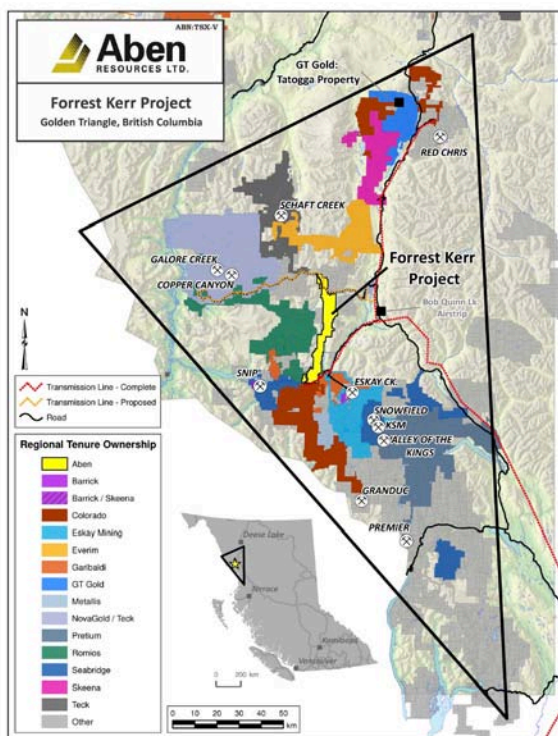 ABN:TSX-V
Aben
RESOURCES LTD.
Forrest Kerr Project
Golden Triangle, British Columbia
GT Gold:
Tatogga Property
RED CHRIS
SCHAFT CREEK
GALORE CREEK
COPPER CANYON
Forrest Kerr
Project
Bob Quinn Lk
Airstrip
N
Transmission Line - Complete
Transmission Line - Proposed
Road
SNIP
ESKAY CK.
SNOWFIELD
KSM
VALLEY OF THE
KINGS
GRANDUC
PREMIER
Regional Tenure Ownership
Aben
Barrick
Barrick / Skeena
Colorado
Eskay Mining
Everim
Garibaldi
GT Gold
Metallis
NovaGold / Teck
Pretium
Romios
Seabridge
Skeena
Teck
Other
Dease Lake
Terrace
Kamloops
Vancouver
0 200 km
0 10 20 30 40 50
km